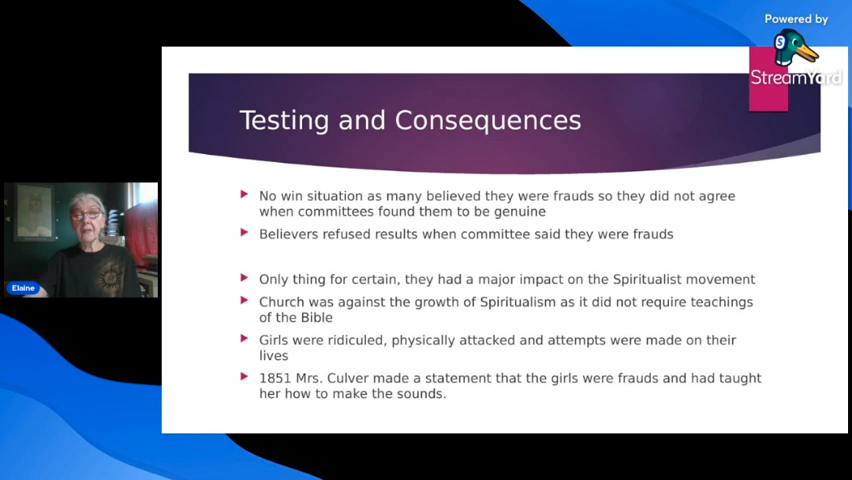 Powered by
StreamYard
Testing and Consequences
No win situation as many believed they were frauds so they did not agree
when committees found them to be genuine
Believers refused results when committee said they were frauds
Only thing for certain, they had a major impact on the Spiritualist movement
Church was against the growth of Spiritualism as it did not require teachings
of the Bible
Girls were ridiculed, physically attacked and attempts were made on their
lives
1851 Mrs. Culver made a statement that the girls were frauds and had taught
her how to make the sounds.
Elaine